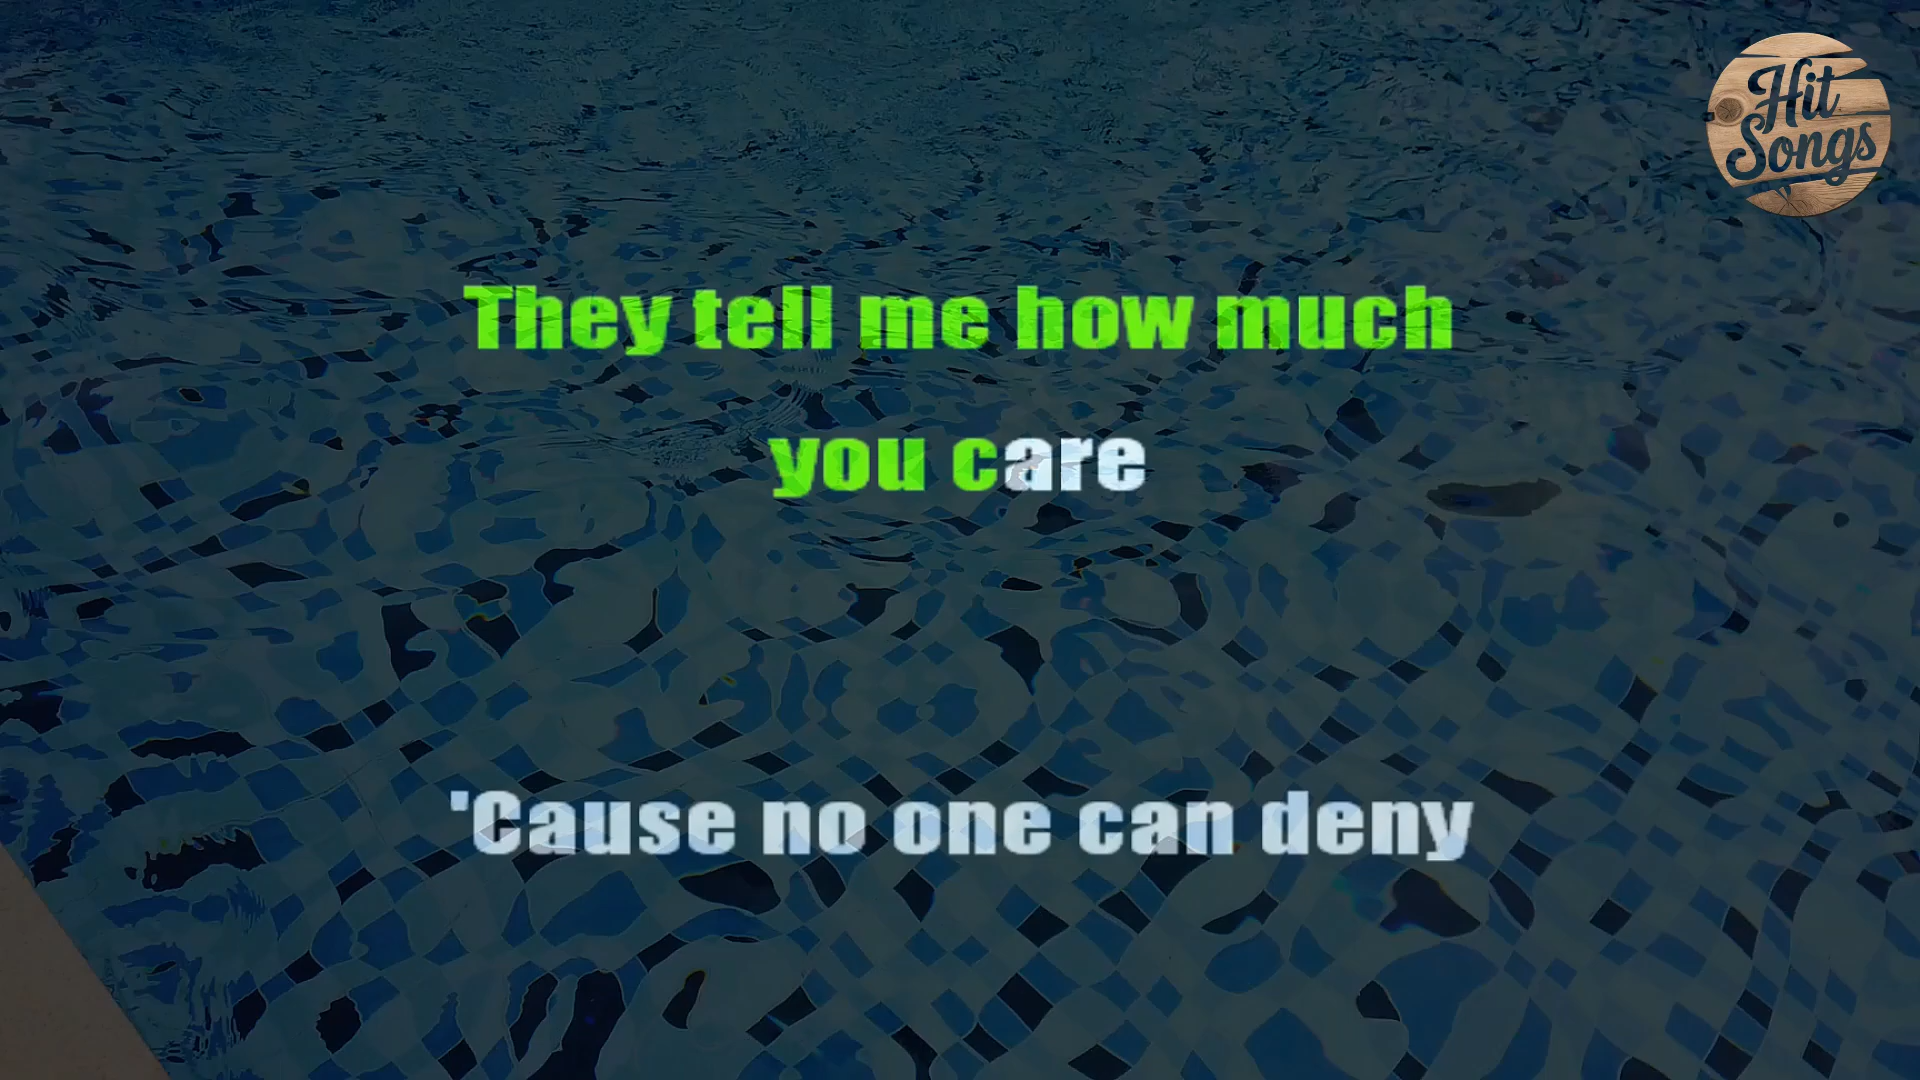 Hit
Songs
They tell me how much
you care
'Cause no one can deny